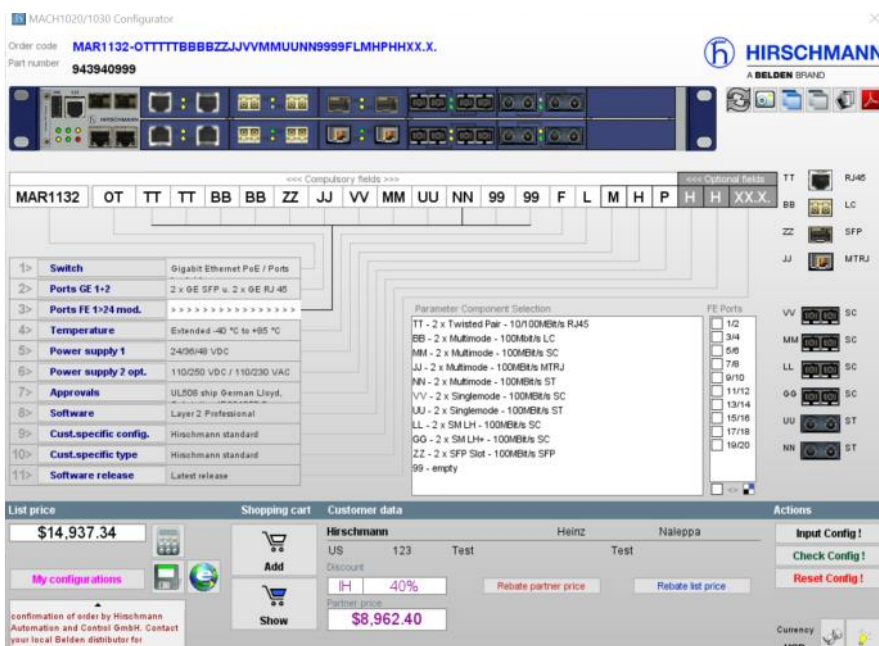 MACH1020/1030 Configurator
Order code MAR1132-OTTTTTBBBBZZJJVVMMUUNN9999FLMHPHHXX.X.
Part number 943940999
HIRSCHMANN
A BELDEN BRAND
HIRSCHMANN
<<< Compulsory fields >>>
<<< Optional fields
MAR1132 OT TT TT BB BB ZZ JJ VV MM UU NN 99 99 F L M H P H H XX.X.
TT RJ45
BB LC
ZZ SFP
JJ MTRJ
VV SC
MM SC
LL SC
GG SC
UU ST
NN ST
1> Switch Gigabit Ethernet PoE / Ports
2> Ports GE 1+2 2 x GE SFP u. 2 x GE RJ 45
3> Ports FE 1>24 mod. > > > > > > > > > > > > > > > >
4> Temperature Extended -40 °C to +85 °C
5> Power supply 1 24/36/48 VDC
6> Power supply 2 opt. 110/250 VDC / 110/230 VAC
7> Approvals UL508 ship German Lloyd,
8> Software Layer 2 Professional
9> Cust.specific config. Hirschmann standard
10> Cust.specific type Hirschmann standard
11> Software release Latest release
Parameter Component Selection
TT - 2 x Twisted Pair - 10/100MBit/s RJ45
BB - 2 x Multimode - 100Mbit/s LC
MM - 2 x Multimode - 100MBit/s SC
JJ - 2 x Multimode - 100MBit/s MTRJ
NN - 2 x Multimode - 100MBit/s ST
VV - 2 x Singlemode - 100MBit/s SC
UU - 2 x Singlemode - 100MBit/s ST
LL - 2 x SM LH - 100MBit/s SC
GG - 2 x SM LH+ - 100MBit/s SC
ZZ - 2 x SFP Slot - 100MBit/s SFP
99 - empty
FE Ports
1/2
3/4
5/6
7/8
9/10
11/12
13/14
15/16
17/18
19/20
<>
List price Shopping cart Customer data Actions
$14,937.34
My configurations
confirmation of order by Hirschmann
Automation and Control GmbH. Contact
your local Belden distributor for
Add
Show
Hirschmann Heinz Naleppa
US 123 Test Test
Discount
IH 40%
Rebate partner price Rebate list price
Partner price
$8,962.40
Input Config !
Check Config !
Reset Config !
Currency